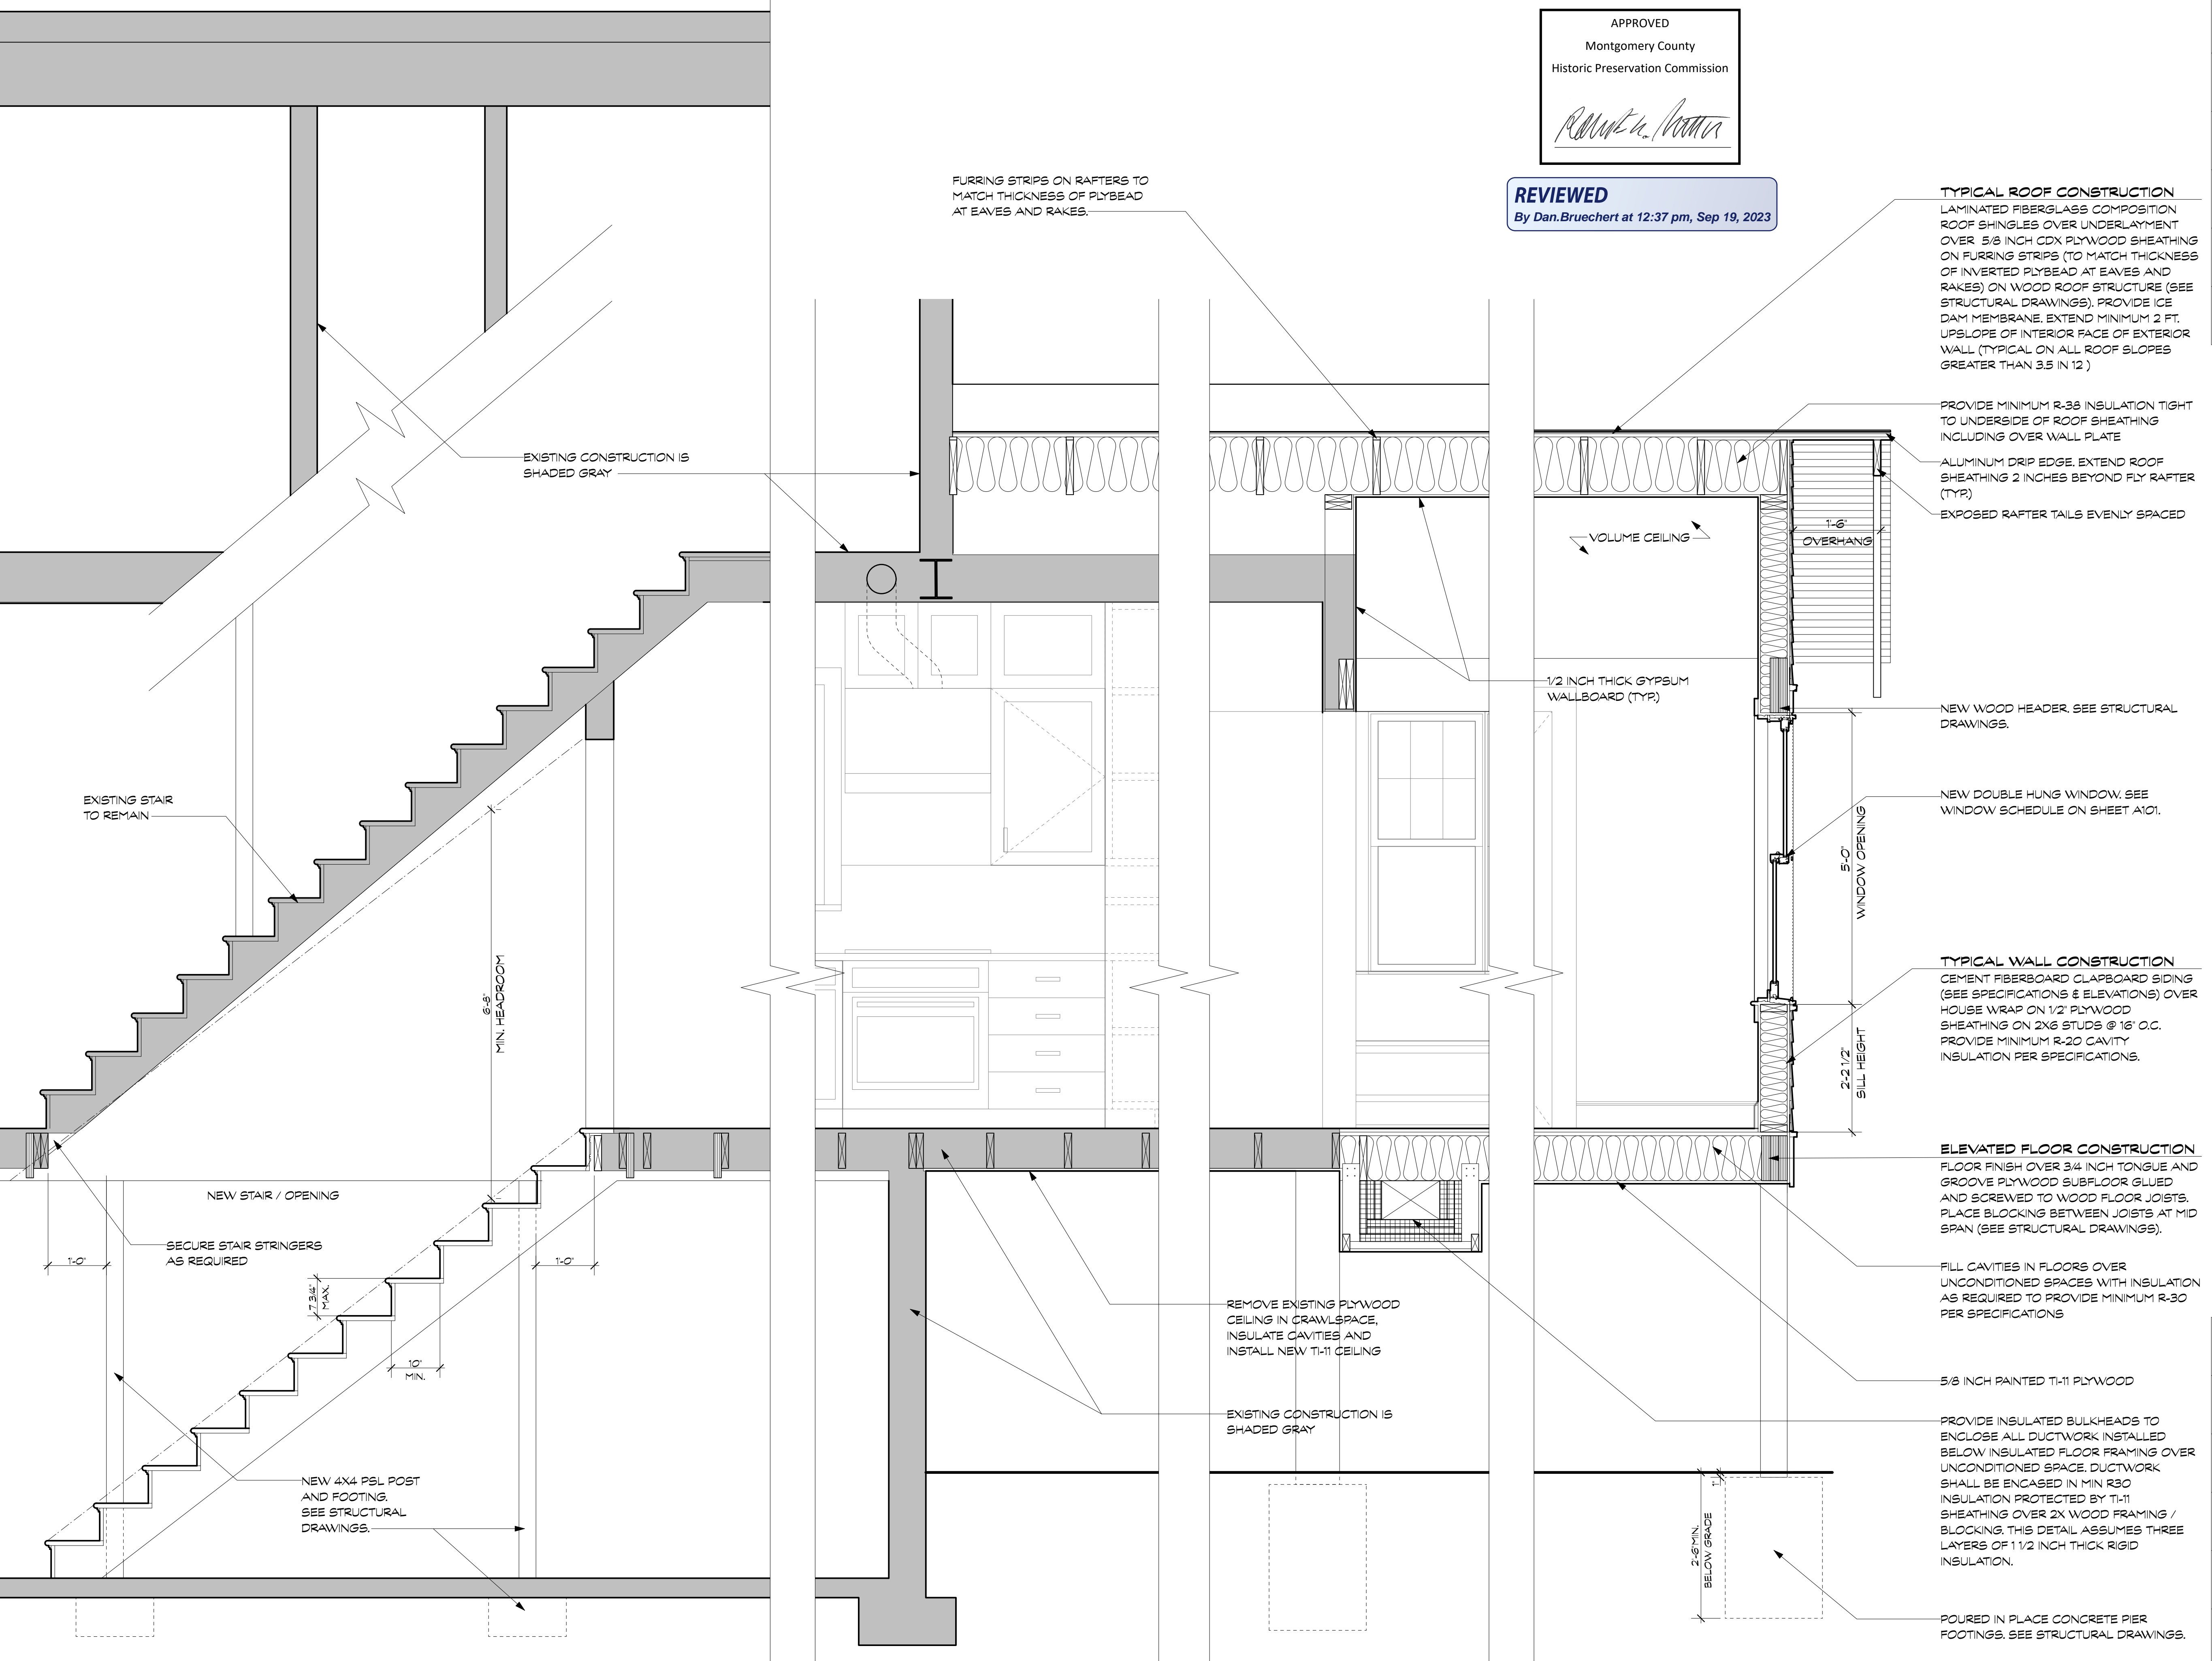 APPROVED
Montgomery County
Historic Preservation Commission
REVIEWED
By Dan.Bruechert at 12:37 pm, Sep 19, 2023
FURRING STRIPS ON RAFTERS TO
MATCH THICKNESS OF PLYBEAD
AT EAVES AND RAKES.
EXISTING CONSTRUCTION IS
SHADED GRAY
VOLUME CEILING
1'-6"
OVERHANG
1/2 INCH THICK GYPSUM
WALLBOARD (TYP.)
EXISTING STAIR
TO REMAIN
6'-8"
MIN. HEADROOM
5'-0"
WINDOW OPENING
2'-2 1/2"
SILL HEIGHT
NEW STAIR / OPENING
SECURE STAIR STRINGERS
AS REQUIRED
1'-0"
1'-0"
7 3/4"
MAX.
10"
MIN.
REMOVE EXISTING PLYWOOD
CEILING IN CRAWLSPACE,
INSULATE CAVITIES AND
INSTALL NEW T1-11 CEILING
EXISTING CONSTRUCTION IS
SHADED GRAY
NEW 4X4 PSL POST
AND FOOTING.
SEE STRUCTURAL
DRAWINGS.
1"
2'-6" MIN.
BELOW GRADE
TYPICAL ROOF CONSTRUCTION
LAMINATED FIBERGLASS COMPOSITION
ROOF SHINGLES OVER UNDERLAYMENT
OVER 5/8 INCH CDX PLYWOOD SHEATHING
ON FURRING STRIPS (TO MATCH THICKNESS
OF INVERTED PLYBEAD AT EAVES AND
RAKES) ON WOOD ROOF STRUCTURE (SEE
STRUCTURAL DRAWINGS). PROVIDE ICE
DAM MEMBRANE. EXTEND MINIMUM 2 FT.
UPSLOPE OF INTERIOR FACE OF EXTERIOR
WALL (TYPICAL ON ALL ROOF SLOPES
GREATER THAN 3.5 IN 12 )
PROVIDE MINIMUM R-38 INSULATION TIGHT
TO UNDERSIDE OF ROOF SHEATHING
INCLUDING OVER WALL PLATE
ALUMINUM DRIP EDGE. EXTEND ROOF
SHEATHING 2 INCHES BEYOND FLY RAFTER
(TYP.)
EXPOSED RAFTER TAILS EVENLY SPACED
NEW WOOD HEADER. SEE STRUCTURAL
DRAWINGS.
NEW DOUBLE HUNG WINDOW. SEE
WINDOW SCHEDULE ON SHEET A101.
TYPICAL WALL CONSTRUCTION
CEMENT FIBERBOARD CLAPBOARD SIDING
(SEE SPECIFICATIONS & ELEVATIONS) OVER
HOUSE WRAP ON 1/2" PLYWOOD
SHEATHING ON 2X6 STUDS @ 16" O.C.
PROVIDE MINIMUM R-20 CAVITY
INSULATION PER SPECIFICATIONS.
ELEVATED FLOOR CONSTRUCTION
FLOOR FINISH OVER 3/4 INCH TONGUE AND
GROOVE PLYWOOD SUBFLOOR GLUED
AND SCREWED TO WOOD FLOOR JOISTS.
PLACE BLOCKING BETWEEN JOISTS AT MID
SPAN (SEE STRUCTURAL DRAWINGS).
FILL CAVITIES IN FLOORS OVER
UNCONDITIONED SPACES WITH INSULATION
AS REQUIRED TO PROVIDE MINIMUM R-30
PER SPECIFICATIONS
5/8 INCH PAINTED T1-11 PLYWOOD
PROVIDE INSULATED BULKHEADS TO
ENCLOSE ALL DUCTWORK INSTALLED
BELOW INSULATED FLOOR FRAMING OVER
UNCONDITIONED SPACE. DUCTWORK
SHALL BE ENCASED IN MIN R30
INSULATION PROTECTED BY T1-11
SHEATHING OVER 2X WOOD FRAMING /
BLOCKING. THIS DETAIL ASSUMES THREE
LAYERS OF 1 1/2 INCH THICK RIGID
INSULATION.
POURED IN PLACE CONCRETE PIER
FOOTINGS. SEE STRUCTURAL DRAWINGS.